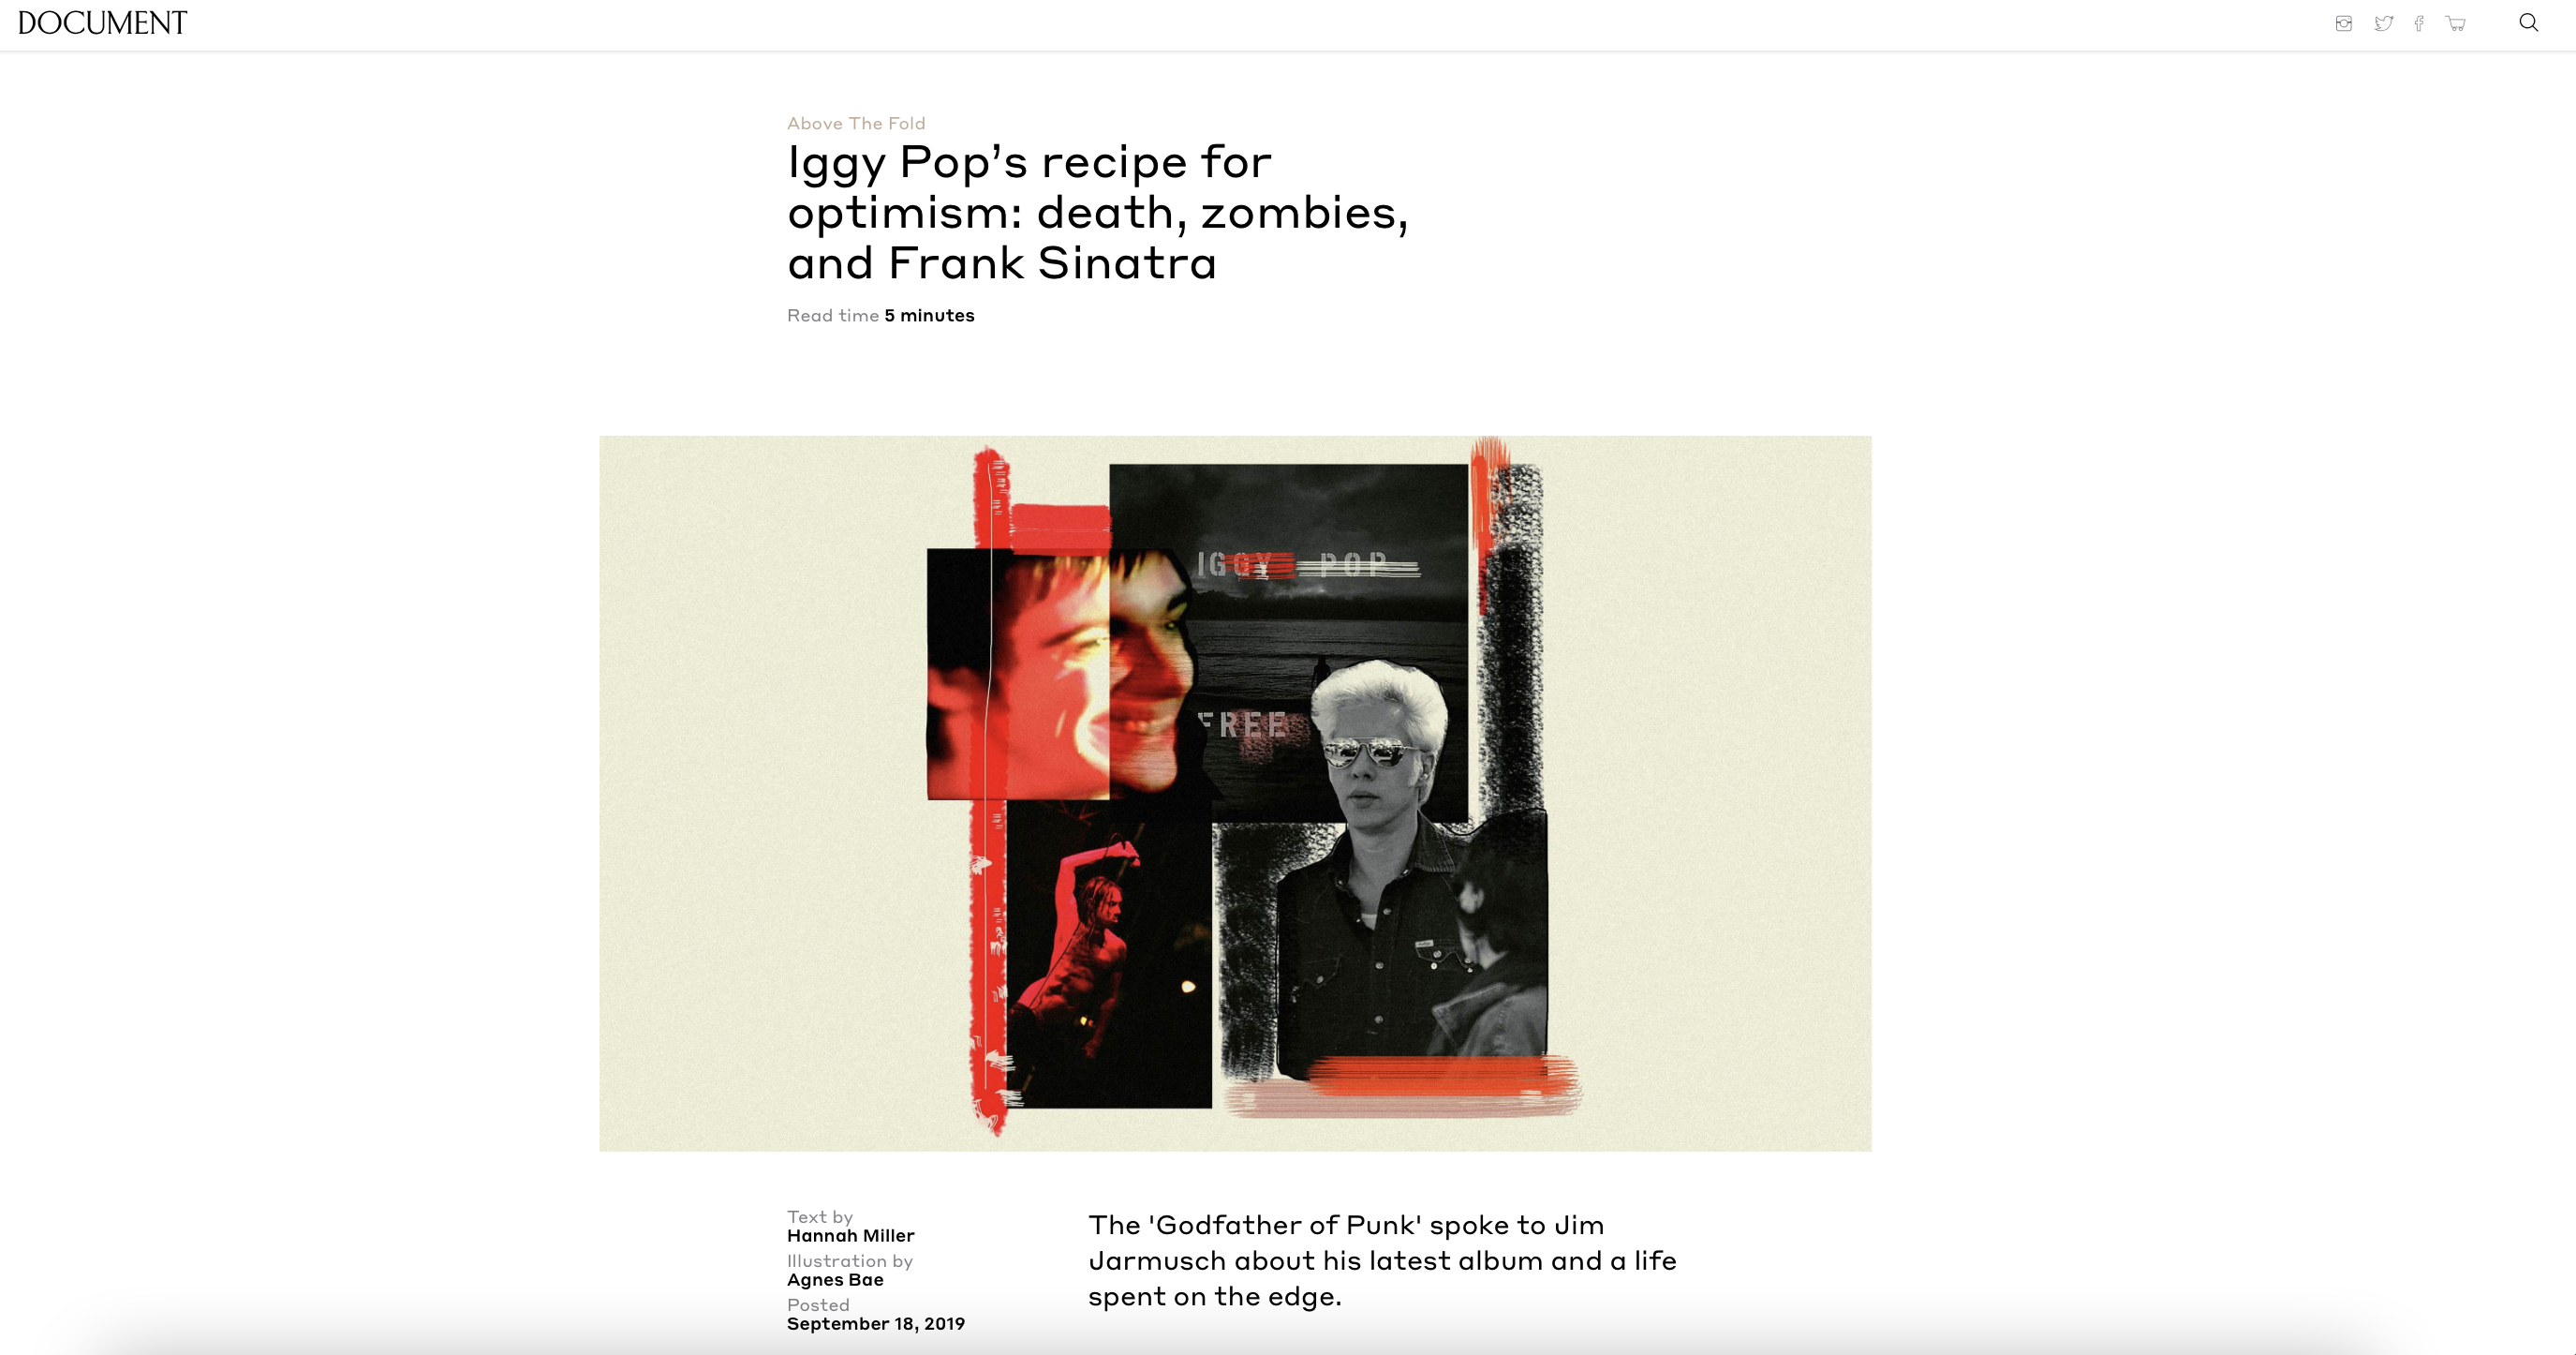 DOCUMENT
Above The Fold
Iggy Pop’s recipe for
optimism: death, zombies,
and Frank Sinatra
Read time 5 minutes
IGGY POP
FREE
Text by
Hannah Miller
Illustration by
Agnes Bae
Posted
September 18, 2019
The 'Godfather of Punk' spoke to Jim
Jarmusch about his latest album and a life
spent on the edge.